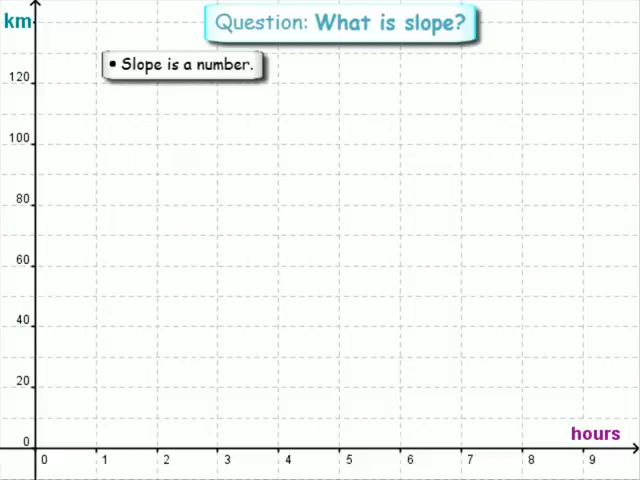 km
Question: What is slope?
• Slope is a number.
120
100
80
60
40
20
0
hours
0 1 2 3 4 5 6 7 8 9